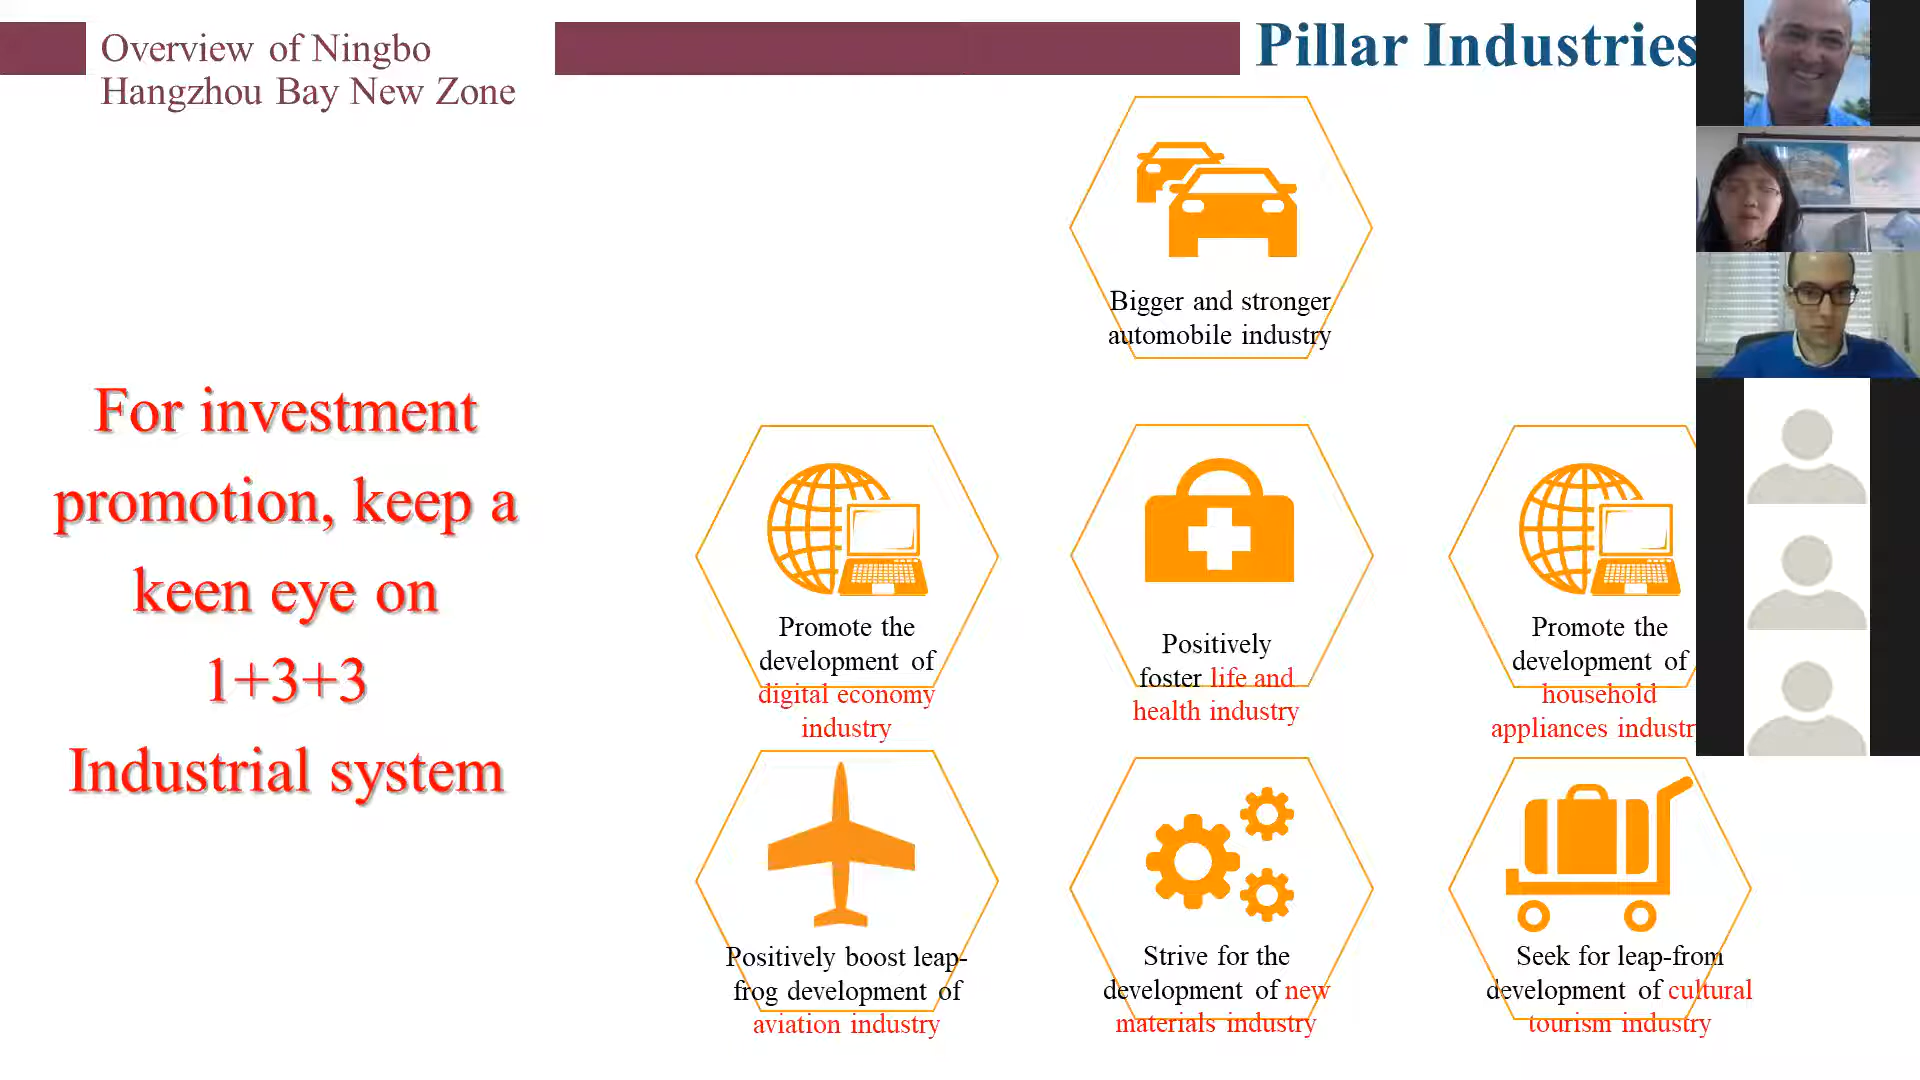 Overview of Ningbo
Hangzhou Bay New Zone
Pillar Industries
For investment
promotion, keep a
keen eye on
1+3+3
Industrial system
Bigger and stronger
automobile industry
Promote the
development of
digital economy
industry
Positively
foster life and
health industry
Promote the
development of
household
appliances industr
Positively boost leap-
frog development of
aviation industry
Strive for the
development of new
materials industry
Seek for leap-from
development of cultural
tourism industry